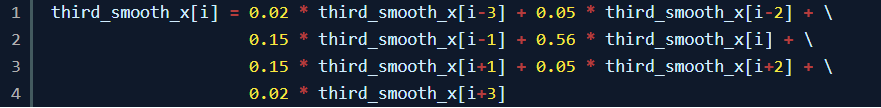 1 third_smooth_x[i] = 0.02 * third_smooth_x[i-3] + 0.05 * third_smooth_x[i-2] + \
2 0.15 * third_smooth_x[i-1] + 0.56 * third_smooth_x[i] + \
3 0.15 * third_smooth_x[i+1] + 0.05 * third_smooth_x[i+2] + \
4 0.02 * third_smooth_x[i+3]